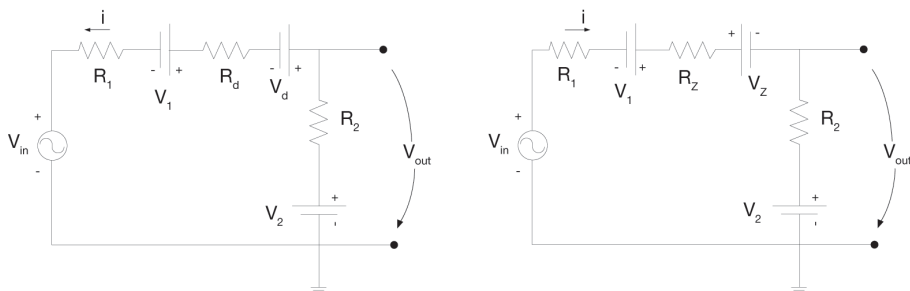 i
R1
- +
V1
Rd
- +
Vd
R2
+
Vin
-
Vout
V2
+
-
i
R1
- +
V1
RZ
+ -
VZ
R2
+
Vin
-
Vout
V2
+
-